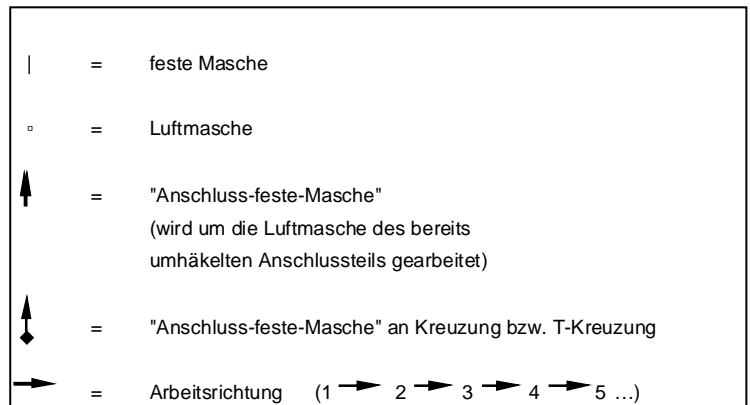 | = feste Masche
▫ = Luftmasche
= "Anschluss-feste-Masche"
(wird um die Luftmasche des bereits
umhäkelten Anschlussteils gearbeitet)
= "Anschluss-feste-Masche" an Kreuzung bzw. T-Kreuzung
→ = Arbeitsrichtung (1 → 2 → 3 → 4 → 5 ...)